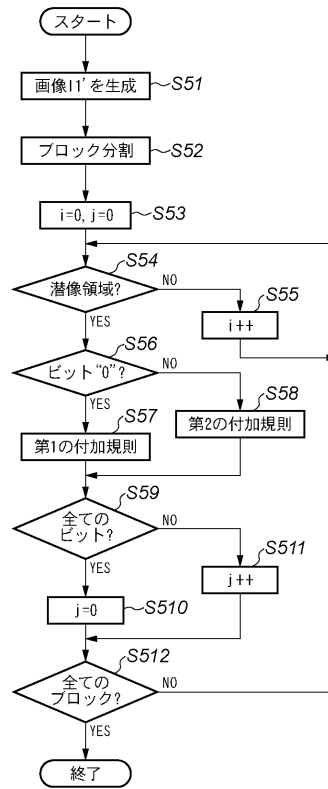 スタート
画像I1'を生成
S51
ブロック分割
S52
i=0, j=0
S53
S54
潜像領域?
NO
YES
S55
i++
S56
ビット“0”?
NO
YES
S57
第1の付加規則
S58
第2の付加規則
S59
全ての
ビット?
NO
YES
S511
j++
j=0
S510
S512
全ての
ブロック?
NO
YES
終了